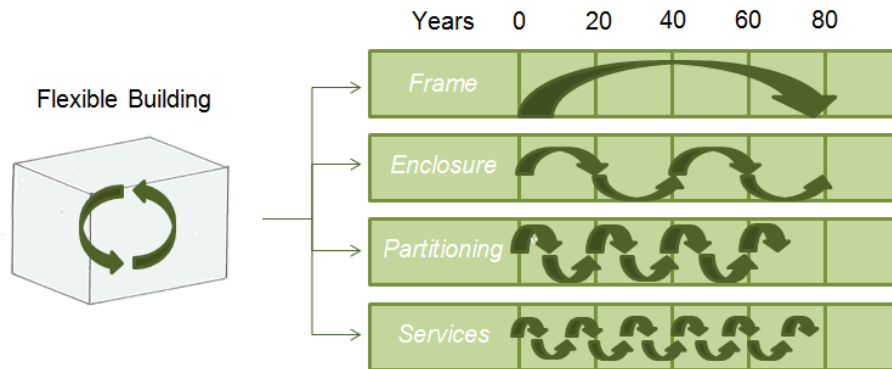 Years 0 20 40 60 80
Flexible Building
Frame
Enclosure
Partitioning
Services